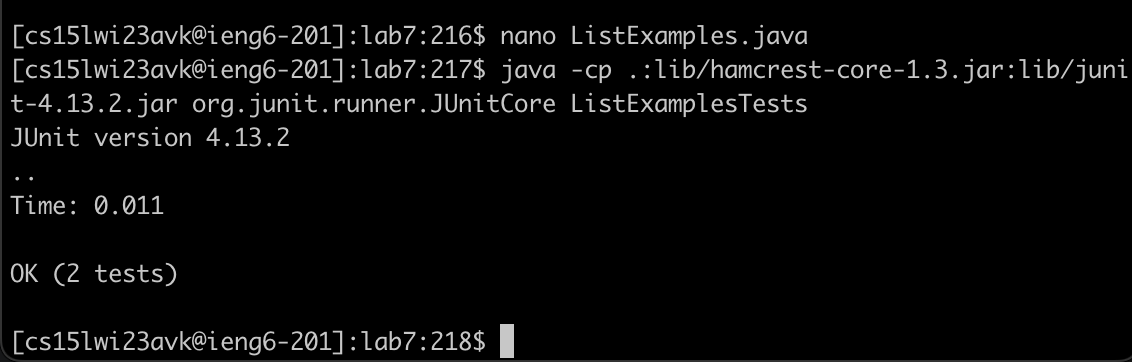 [cs15lwi23avk@ieng6-201]:lab7:216$ nano ListExamples.java
[cs15lwi23avk@ieng6-201]:lab7:217$ java -cp .:lib/hamcrest-core-1.3.jar:lib/juni
t-4.13.2.jar org.junit.runner.JUnitCore ListExamplesTests
JUnit version 4.13.2
..
Time: 0.011
OK (2 tests)
[cs15lwi23avk@ieng6-201]:lab7:218$